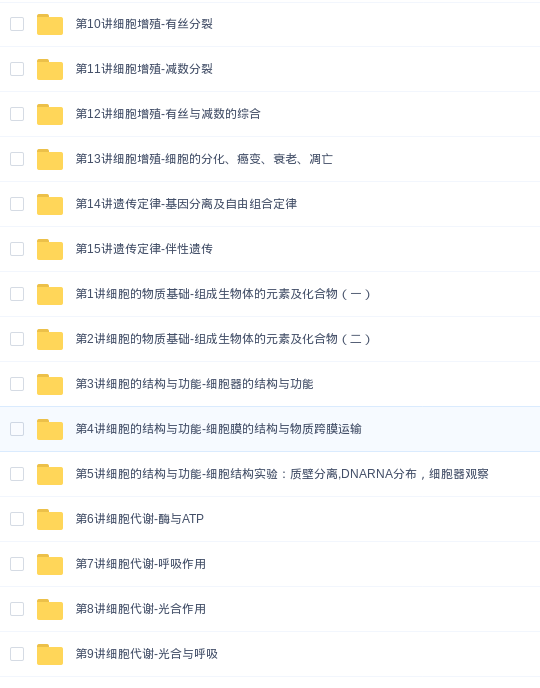 第10讲细胞增殖-有丝分裂
第11讲细胞增殖-减数分裂
第12讲细胞增殖-有丝与减数的综合
第13讲细胞增殖-细胞的分化、癌变、衰老、凋亡
第14讲遗传定律-基因分离及自由组合定律
第15讲遗传定律-伴性遗传
第1讲细胞的物质基础-组成生物体的元素及化合物（一）
第2讲细胞的物质基础-组成生物体的元素及化合物（二）
第3讲细胞的结构与功能-细胞器的结构与功能
第4讲细胞的结构与功能-细胞膜的结构与物质跨膜运输
第5讲细胞的结构与功能-细胞结构实验：质壁分离,DNARNA分布，细胞器观察
第6讲细胞代谢-酶与ATP
第7讲细胞代谢-呼吸作用
第8讲细胞代谢-光合作用
第9讲细胞代谢-光合与呼吸